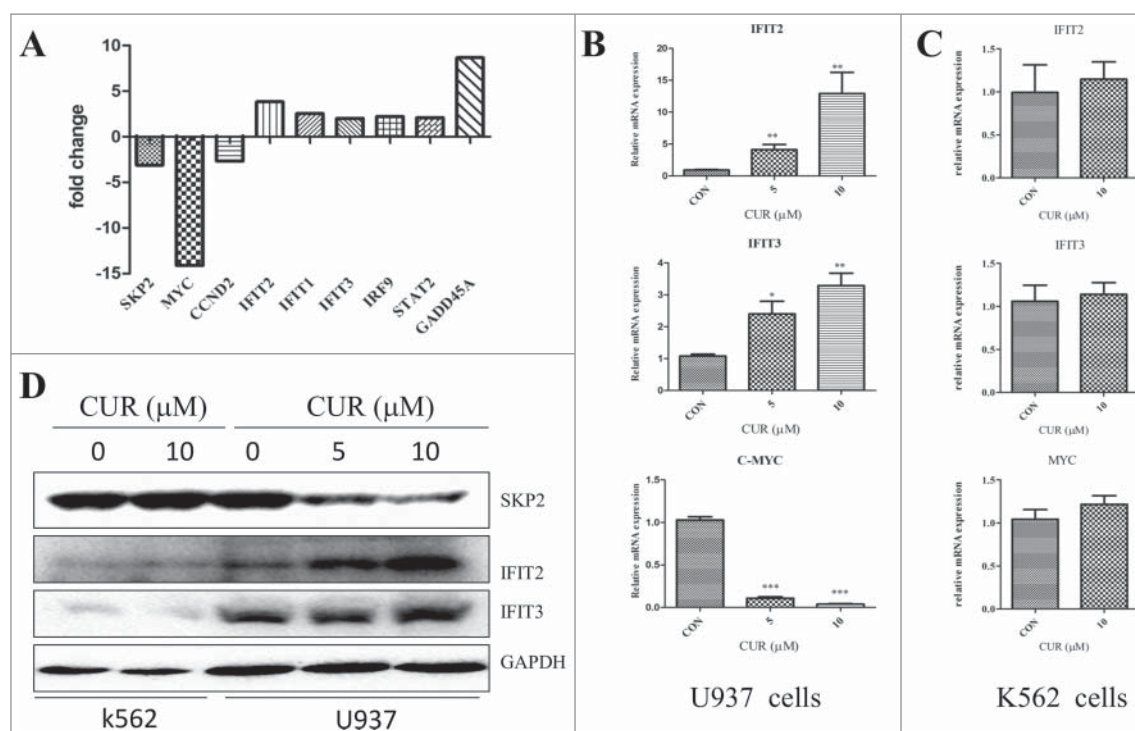 A
fold change
10
5
0
-5
-10
-15
SKP2
MYC
CCND2
IFIT2
IFIT1
IFIT3
IRF9
STAT2
GADD45A
B
IFIT2
Relative mRNA expression
20
15
10
5
0
**
**
CON
5
10
CUR (μM)
IFIT3
Relative mRNA expression
4
3
2
1
0
*
**
CON
5
10
CUR (μM)
C-MYC
Relative mRNA expression
1.5
1.0
0.5
0.0
***
***
CON
5
10
CUR (μM)
U937 cells
C
IFIT2
relative mRNA expression
1.5
1.0
0.5
0.0
CON
10
CUR (μM)
IFIT3
relative mRNA expression
1.5
1.0
0.5
0.0
CON
10
CUR (μM)
MYC
relative mRNA expression
1.5
1.0
0.5
0.0
CON
10
CUR (μM)
K562 cells
D
CUR (μM) CUR (μM)
0 10 0 5 10
SKP2
IFIT2
IFIT3
GAPDH
k562 U937